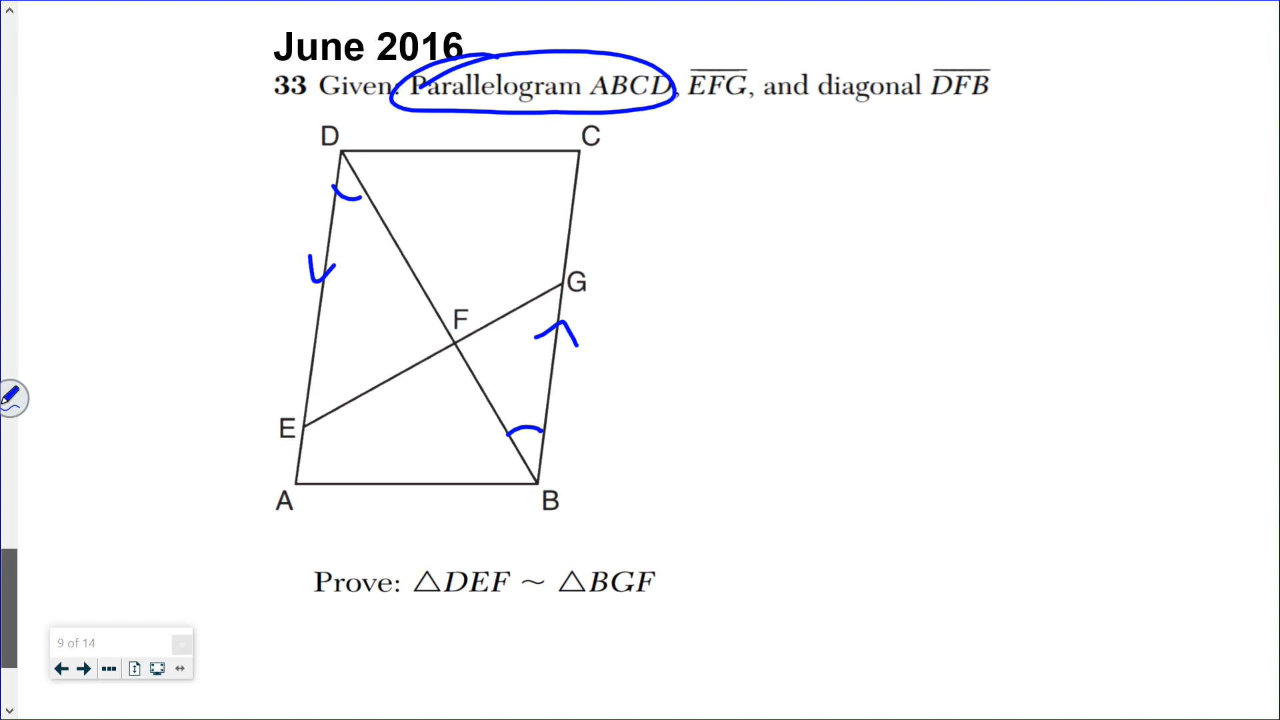 June 2016
33 Given: Parallelogram ABCD, EFG, and diagonal DFB
D
C
G
F
E
A
B
Prove: △DEF ~ △BGF
9 of 14